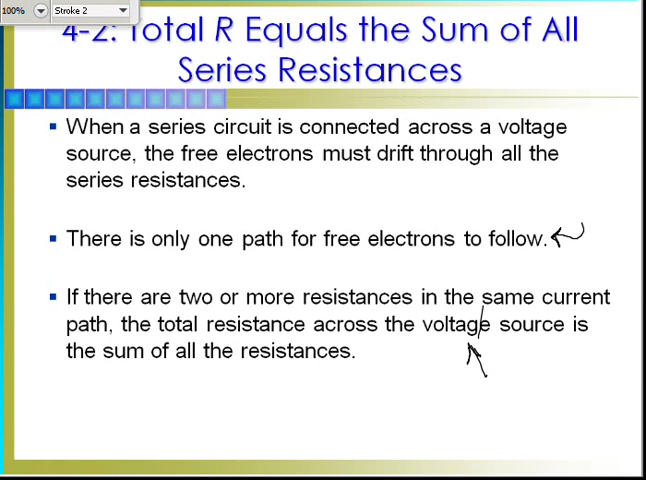 100% Stroke 2
4-2: Total R Equals the Sum of All
Series Resistances
▪ When a series circuit is connected across a voltage
source, the free electrons must drift through all the
series resistances.
▪ There is only one path for free electrons to follow.
▪ If there are two or more resistances in the same current
path, the total resistance across the voltage source is
the sum of all the resistances.